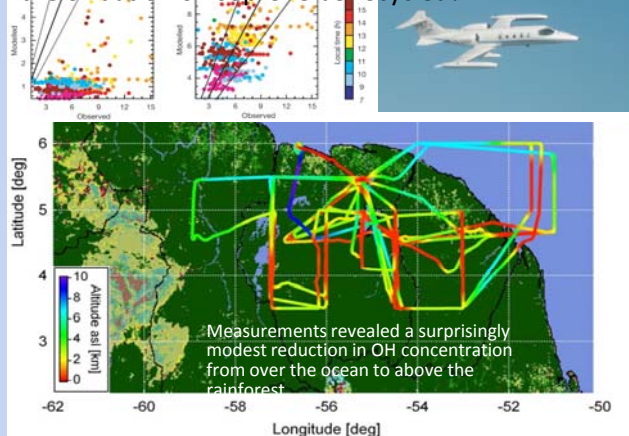 Modelled
5
4
3
2
1
3 6 9 12 15
Observed
Modelled
8
6
4
3 6 9 12 15
Observed
15
14
13
12
11
10
9
7
Local time (h)
Latitude [deg]
6
5
4
3
10
8
6
4
2
0
Altitude asl [km]
Measurements revealed a surprisingly
modest reduction in OH concentration
from over the ocean to above the
rainforest
-62 -60 -58 -56 -54 -52 -50
Longitude [deg]